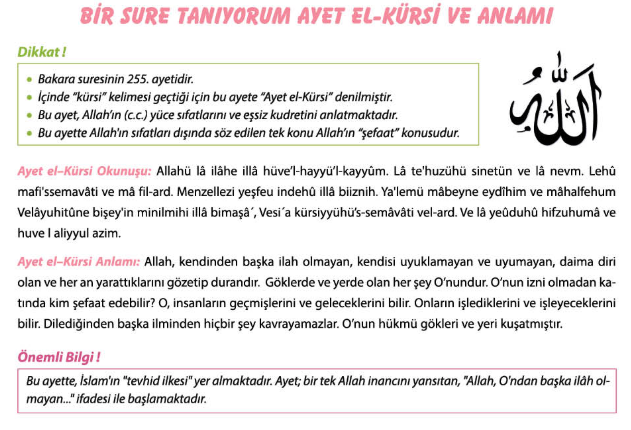 BİR SURE TANIYORUM AYET EL-KÜRSİ VE ANLAMI
Dikkat !
• Bakara suresinin 255. ayetidir.
• İçinde “kürsi” kelimesi geçtiği için bu ayete “Ayet el-Kürsi” denilmiştir.
• Bu ayet, Allah’ın (c.c.) yüce sıfatlarını ve eşsiz kudretini anlatmaktadır.
• Bu ayette Allah'ın sıfatları dışında söz edilen tek konu Allah’ın “şefaat” konusudur.
الله
Ayet el–Kürsi Okunuşu: Allahü lâ ilâhe illâ hüve’l-hayyü’l-kayyûm. Lâ te'huzühü sinetün ve lâ nevm. Lehû
mafi'ssemavâti ve mâ fil-ard. Menzellezi yeşfeu indehû illâ biiznih. Ya'lemü mâbeyne eydîhim ve mâhalfehum
Velâyuhitûne bişey'in minilmihi illâ bimaşâ´, Vesi´a kürsiyyühü’s-semâvâti vel-ard. Ve lâ yeûduhû hifzuhumâ ve
huve l aliyyul azim.
Ayet el–Kürsi Anlamı: Allah, kendinden başka ilah olmayan, kendisi uyuklamayan ve uyumayan, daima diri
olan ve her an yarattıklarını gözetip durandır. Göklerde ve yerde olan her şey O’nundur. O’nun izni olmadan ka-
tında kim şefaat edebilir? O, insanların geçmişlerini ve geleceklerini bilir. Onların işlediklerini ve işleyeceklerini
bilir. Dilediğinden başka ilminden hiçbir şey kavrayamazlar. O’nun hükmü gökleri ve yeri kuşatmıştır.
Önemli Bilgi !
Bu ayette, İslam'ın "tevhid ilkesi" yer almaktadır. Ayet; bir tek Allah inancını yansıtan, "Allah, O'ndan başka ilâh ol-
mayan..." ifadesi ile başlamaktadır.